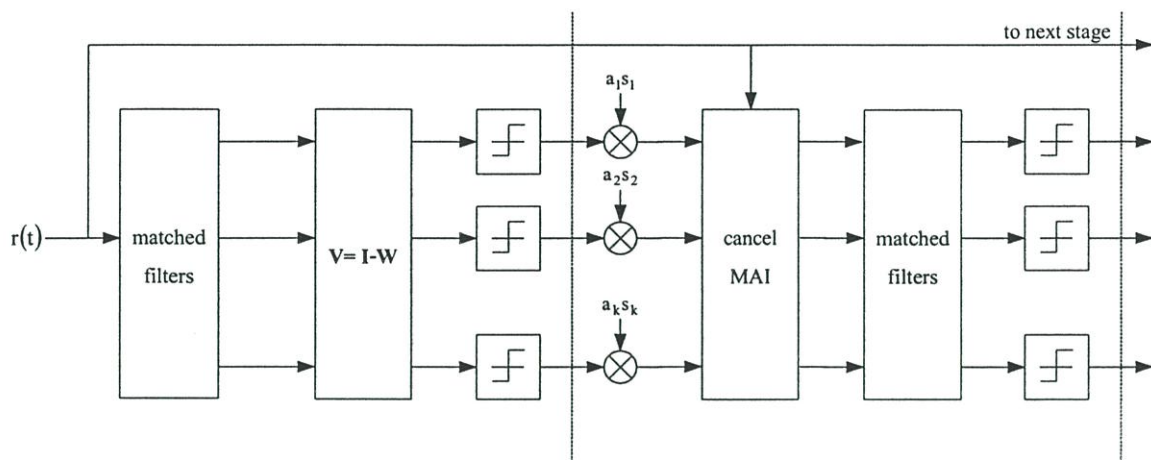 to next stage
a₁s₁
a₂s₂
r(t)
matched
filters
V= I-W
cancel
MAI
matched
filters
aₖsₖ